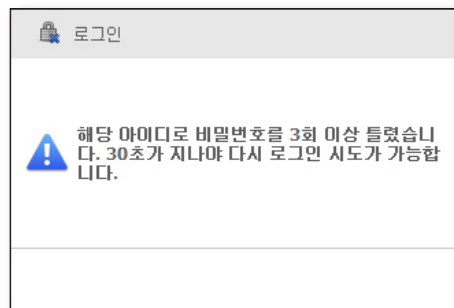 로그인
해당 아이디로 비밀번호를 3회 이상 틀렸습니
다. 30초가 지나야 다시 로그인 시도가 가능합
니다.